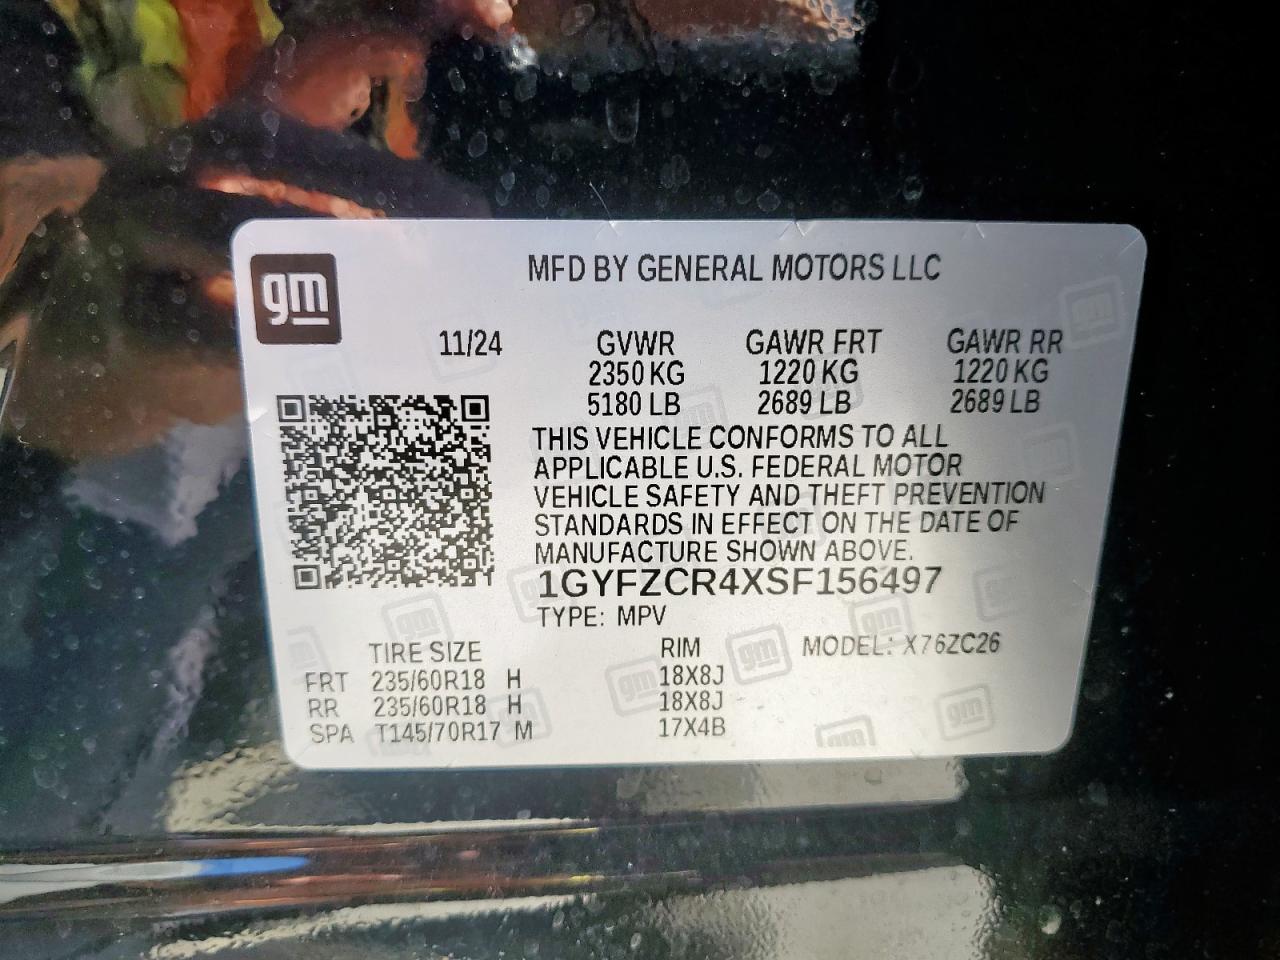 gm
MFD BY GENERAL MOTORS LLC
11/24 GVWR GAWR FRT GAWR RR
2350 KG 1220 KG 1220 KG
5180 LB 2689 LB 2689 LB
THIS VEHICLE CONFORMS TO ALL
APPLICABLE U.S. FEDERAL MOTOR
VEHICLE SAFETY AND THEFT PREVENTION
STANDARDS IN EFFECT ON THE DATE OF
MANUFACTURE SHOWN ABOVE.
1GYFZCR4XSF156497
TYPE: MPV
TIRE SIZE RIM MODEL: X76ZC26
FRT 235/60R18 H 18X8J
RR 235/60R18 H 18X8J
SPA T145/70R17 M 17X4B